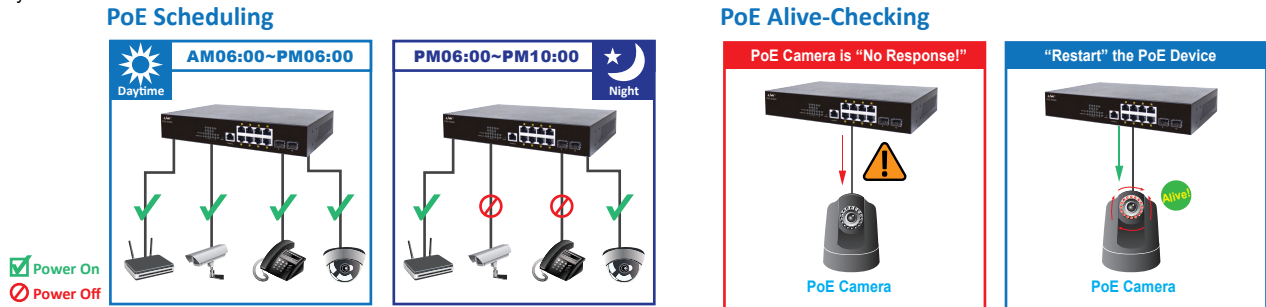 PoE Scheduling
AM06:00~PM06:00
Daytime
PM06:00~PM10:00
Night
Power On
Power Off
PoE Alive-Checking
PoE Camera is “No Response!”
PoE Camera
“Restart” the PoE Device
Alive!
PoE Camera